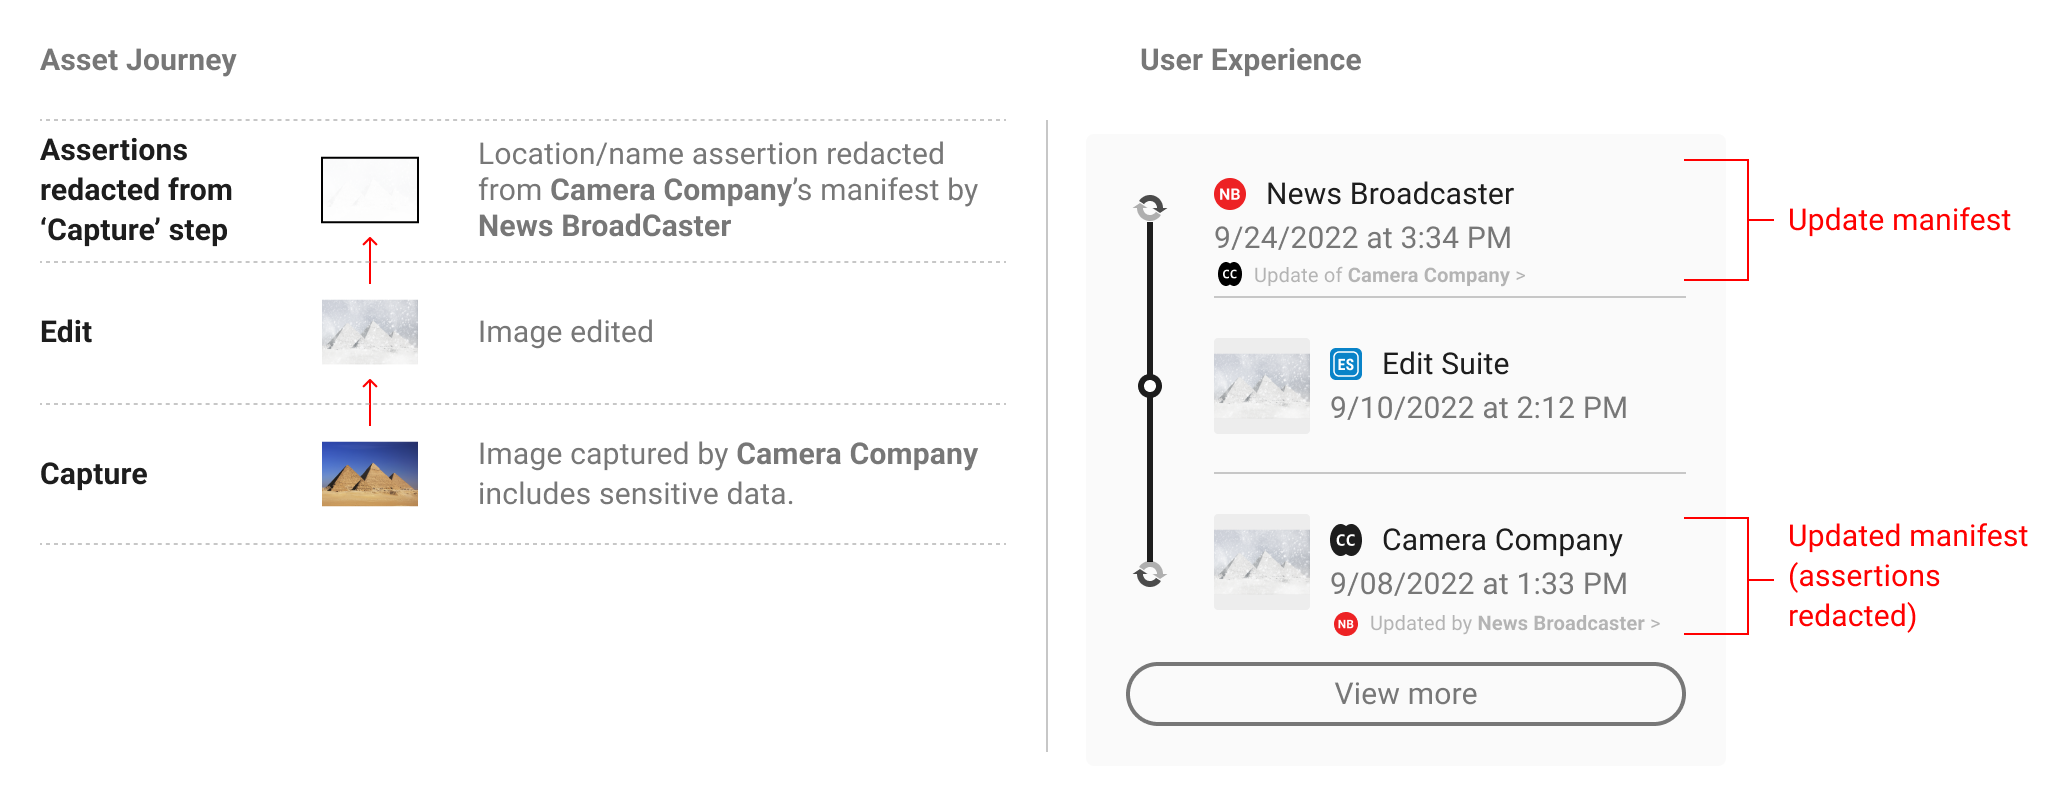 Asset Journey
Assertions
redacted from
‘Capture’ step
Location/name assertion redacted
from Camera Company’s manifest by
News BroadCaster
Edit
Image edited
Capture
Image captured by Camera Company
includes sensitive data.
User Experience
NB News Broadcaster
9/24/2022 at 3:34 PM
CC Update of Camera Company >
Update manifest
ES Edit Suite
9/10/2022 at 2:12 PM
CC Camera Company
9/08/2022 at 1:33 PM
NB Updated by News Broadcaster >
Updated manifest
(assertions
redacted)
View more